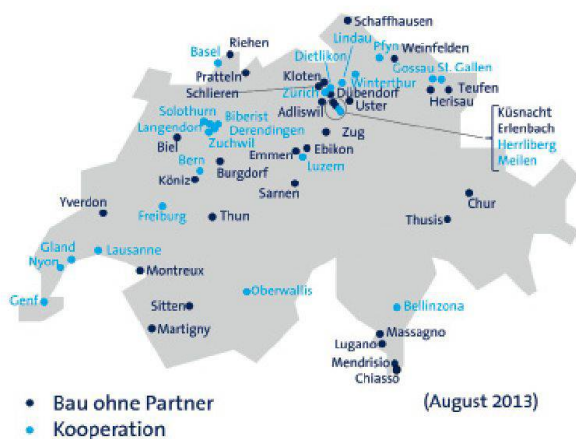 Schaffhausen
Lindau
Riehen
Basel
Dietlikon
Pfyn
Weinfelden
Pratteln
Kloten
Winterthur
Gossau
St. Gallen
Schlieren
Zürich
Dübendorf
Teufen
Herisau
Adliswil
Uster
Küsnacht
Erlenbach
Herrliberg
Meilen
Solothurn
Biberist
Langendorf
Derendingen
Zuchwil
Zug
Biel
Emmen
Ebikon
Luzern
Bern
Burgdorf
Köniz
Sarnen
Yverdon
Freiburg
Thun
Chur
Thusis
Gland
Lausanne
Nyon
Montreux
Genf
Sitten
Oberwallis
Bellinzona
Martigny
Massagno
Lugano
Mendrisio
Chiasso
Bau ohne Partner
(August 2013)
Kooperation